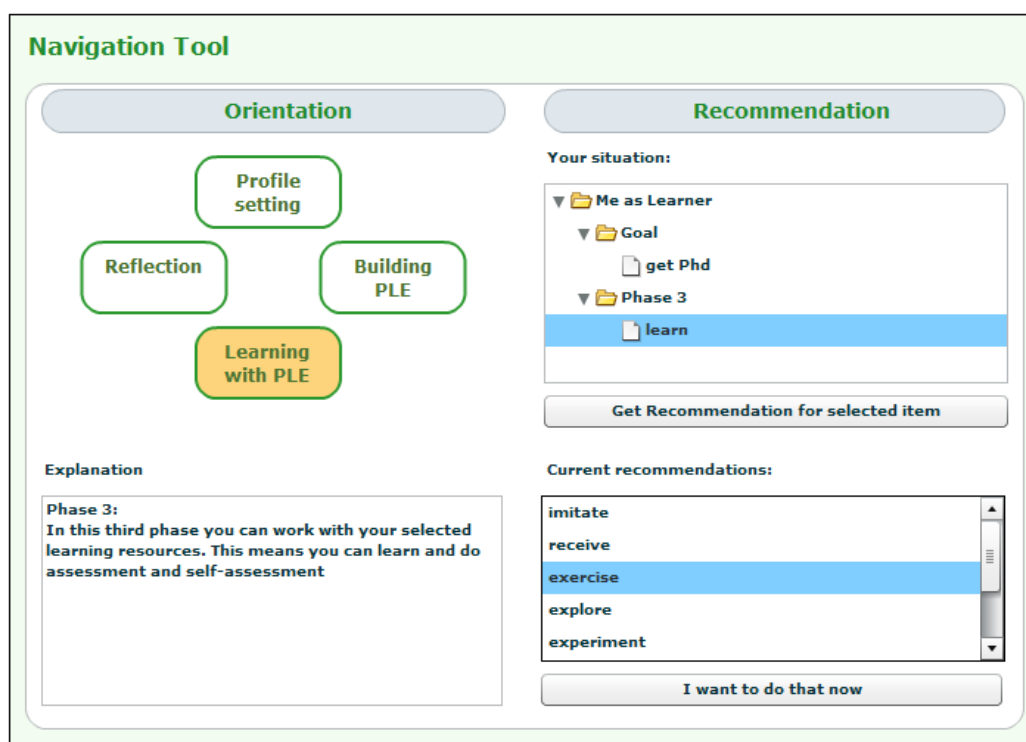 Navigation Tool
Orientation
Profile
setting
Reflection
Building
PLE
Learning
with PLE
Explanation
Phase 3:
In this third phase you can work with your selected
learning resources. This means you can learn and do
assessment and self-assessment
Recommendation
Your situation:
Me as Learner
Goal
get Phd
Phase 3
learn
Get Recommendation for selected item
Current recommendations:
imitate
receive
exercise
explore
experiment
I want to do that now